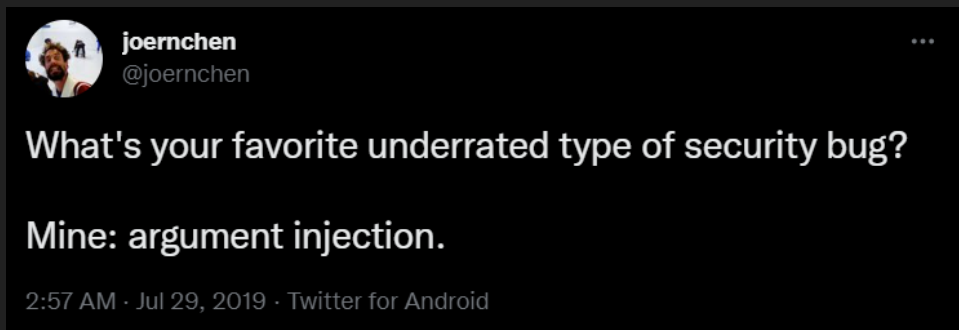 joernchen
@joernchen
What's your favorite underrated type of security bug?
Mine: argument injection.
2:57 AM · Jul 29, 2019 · Twitter for Android